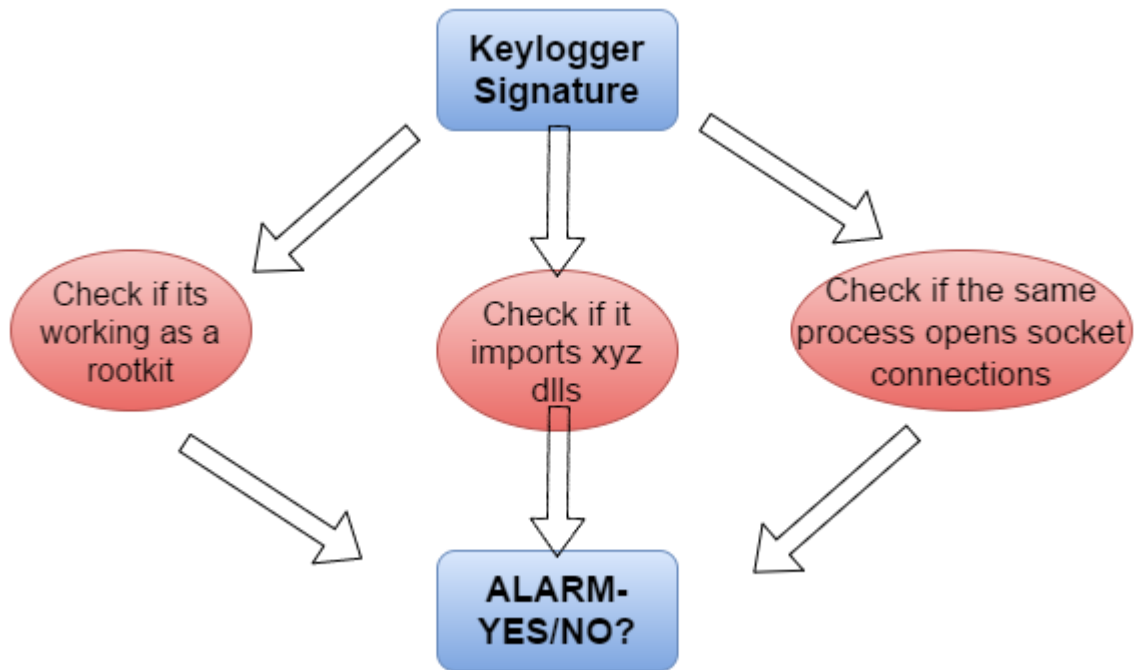 Keylogger
Signature
Check if its
working as a
rootkit
Check if it
imports xyz
dlls
Check if the same
process opens socket
connections
ALARM-
YES/NO?